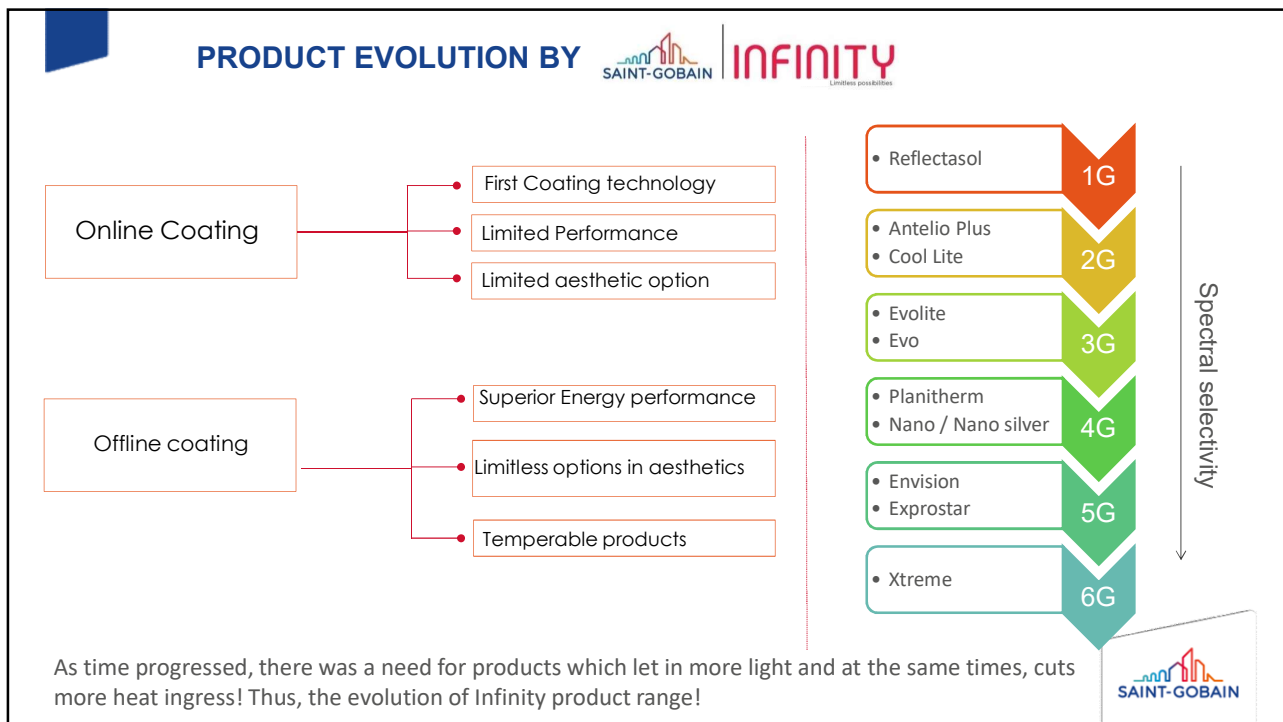 PRODUCT EVOLUTION BY
SAINT-GOBAIN
INFINITY
Limitless possibilities
Online Coating
First Coating technology
Limited Performance
Limited aesthetic option
Offline coating
Superior Energy performance
Limitless options in aesthetics
Temperable products
• Reflectasol
1G
• Antelio Plus
• Cool Lite
2G
• Evolite
• Evo
3G
• Planitherm
• Nano / Nano silver
4G
• Envision
• Exprostar
5G
• Xtreme
6G
Spectral selectivity
As time progressed, there was a need for products which let in more light and at the same times, cuts
more heat ingress! Thus, the evolution of Infinity product range!
SAINT-GOBAIN